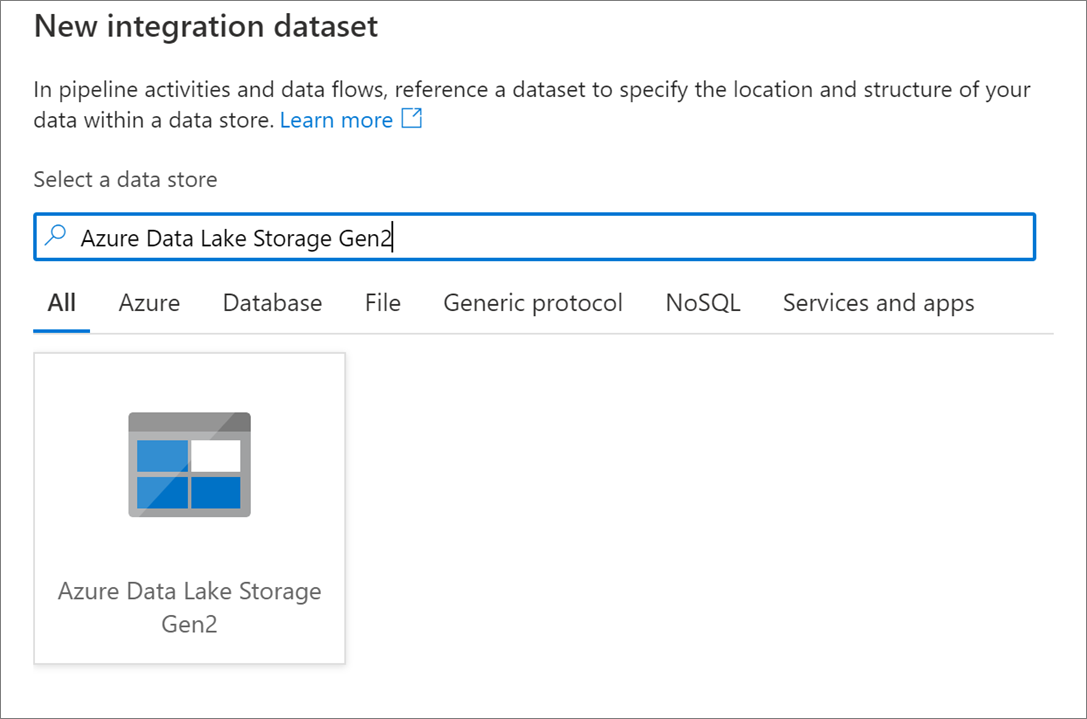 New integration dataset
In pipeline activities and data flows, reference a dataset to specify the location and structure of your
data within a data store. Learn more
Select a data store
Azure Data Lake Storage Gen2
All Azure Database File Generic protocol NoSQL Services and apps
Azure Data Lake Storage
Gen2